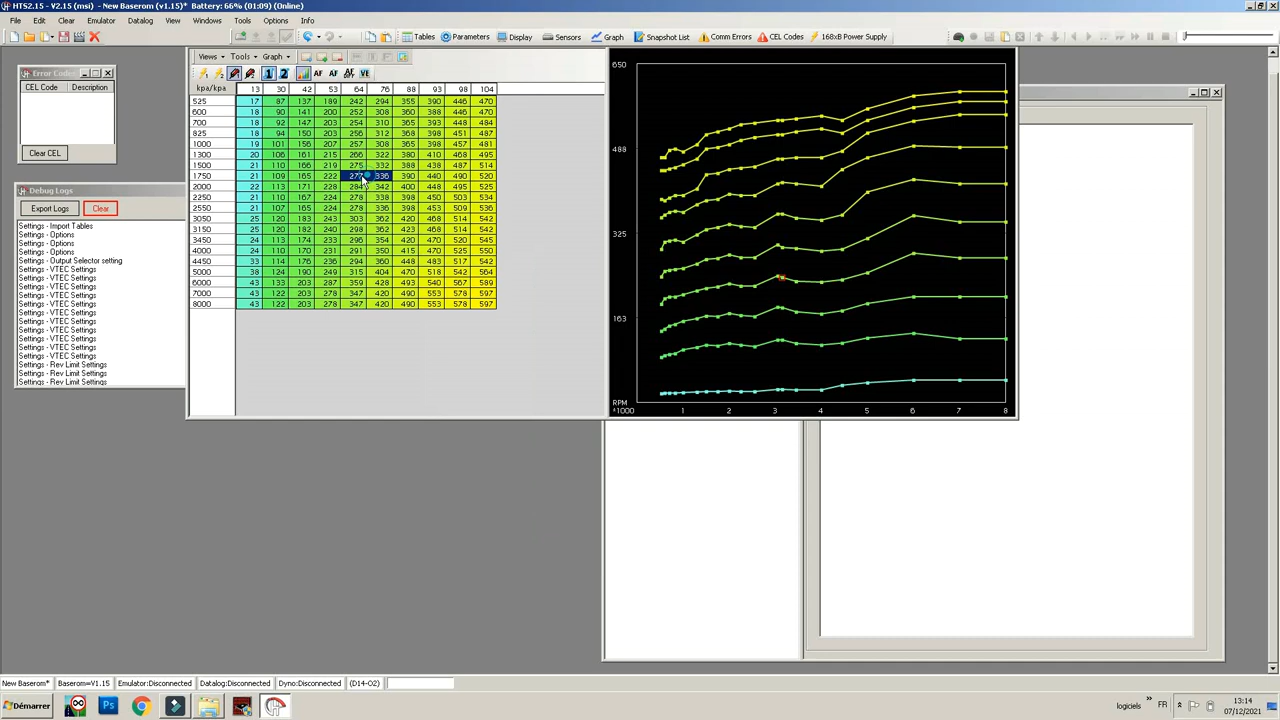 HTS2.15 - V2.15 (msi) - New Baserom (v1.15)* Battery: 66% (01:09) (Online)
File Edit Clear Emulator Datalog View Windows Tools Options Info
Tables Parameters Display Sensors Graph Snapshot List Comm Errors CEL Codes 168xB Power Supply
Error Code
CEL Code Description
Clear CEL
Debug Logs
Export Logs Clear
Settings - Import Tables
Settings - Options
Settings - Options
Settings - Options
Settings - Output Selector setting
Settings - VTEC Settings
Settings - VTEC Settings
Settings - VTEC Settings
Settings - VTEC Settings
Settings - VTEC Settings
Settings - VTEC Settings
Settings - VTEC Settings
Settings - VTEC Settings
Settings - VTEC Settings
Settings - VTEC Settings
Settings - VTEC Settings
Settings - Rev Limit Settings
Settings - Rev Limit Settings
Settings - Rev Limit Settings
Views Tools Graph
1 2 AF AF VE
kpa/kpa 13 30 42 53 64 76 88 93 98 104
525 17 87 137 189 242 294 355 390 446 470
600 18 90 141 200 252 308 360 388 437 467
700 18 92 147 203 254 310 365 393 448 484
825 18 94 150 203 256 312 368 398 451 487
1000 19 101 156 207 257 308 365 398 457 481
1300 20 106 161 215 266 322 380 410 468 495
1500 21 110 166 219 275 332 388 438 487 514
1750 21 109 165 222 277 336 390 440 490 520
2000 22 113 171 228 284 342 400 448 495 525
2250 21 110 167 224 278 338 398 450 496 530
2550 21 107 165 224 278 338 398 453 509 536
3050 25 120 183 243 303 362 420 468 514 542
3150 25 120 182 240 298 362 423 468 514 542
3450 24 113 174 233 296 354 420 470 520 545
4000 24 110 170 231 291 350 415 470 525 550
4450 33 114 176 236 294 360 448 483 517 542
5000 38 124 190 249 315 404 470 518 542 564
6000 43 133 203 287 359 428 493 540 567 589
7000 43 122 203 278 347 420 490 553 578 597
8000 43 122 203 278 347 420 490 553 578 597
650
488
325
163
RPM
*1000 1 2 3 4 5 6 7 8
New Baserom* Baserom=V1.15 Emulator:Disconnected Datalog:Disconnected Dyno:Disconnected (D14-O2)
Démarrer Ps logiciels » FR 13:14
07/12/2021